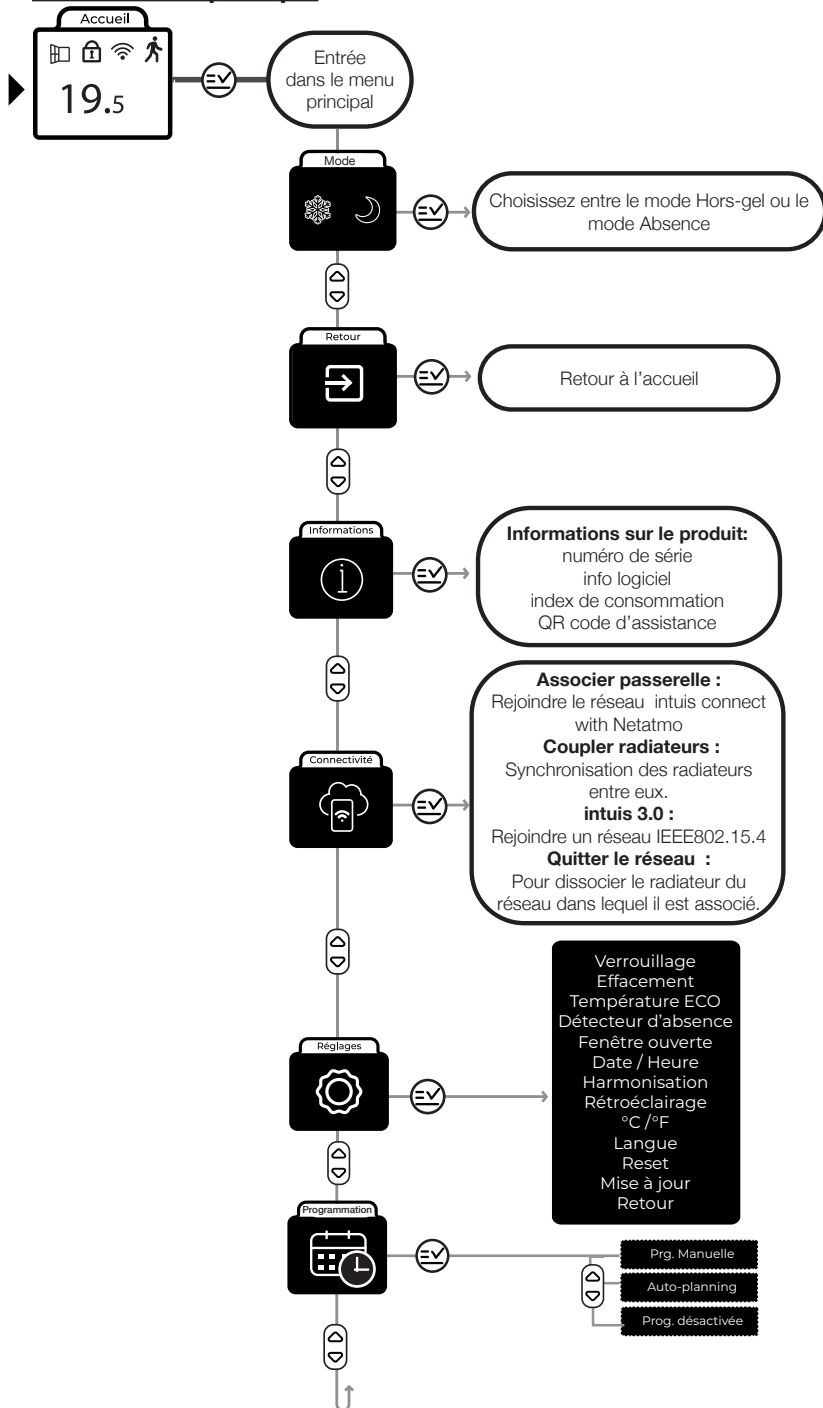 Accueil
19.5
Entrée
dans le menu
principal
Mode
Choisissez entre le mode Hors-gel ou le
mode Absence
Retour
Retour à l'accueil
Informations
Informations sur le produit:
numéro de série
info logiciel
index de consommation
QR code d'assistance
Connectivité
Associer passerelle :
Rejoindre le réseau intuis connect
with Netatmo
Coupler radiateurs :
Synchronisation des radiateurs
entre eux.
intuis 3.0 :
Rejoindre un réseau IEEE802.15.4
Quitter le réseau :
Pour dissocier le radiateur du
réseau dans lequel il est associé.
Réglages
Verrouillage
Effacement
Température ECO
Détecteur d'absence
Fenêtre ouverte
Date / Heure
Harmonisation
Rétroéclairage
°C /°F
Langue
Reset
Mise à jour
Retour
Programmation
Prg. Manuelle
Auto-planning
Prog. désactivée